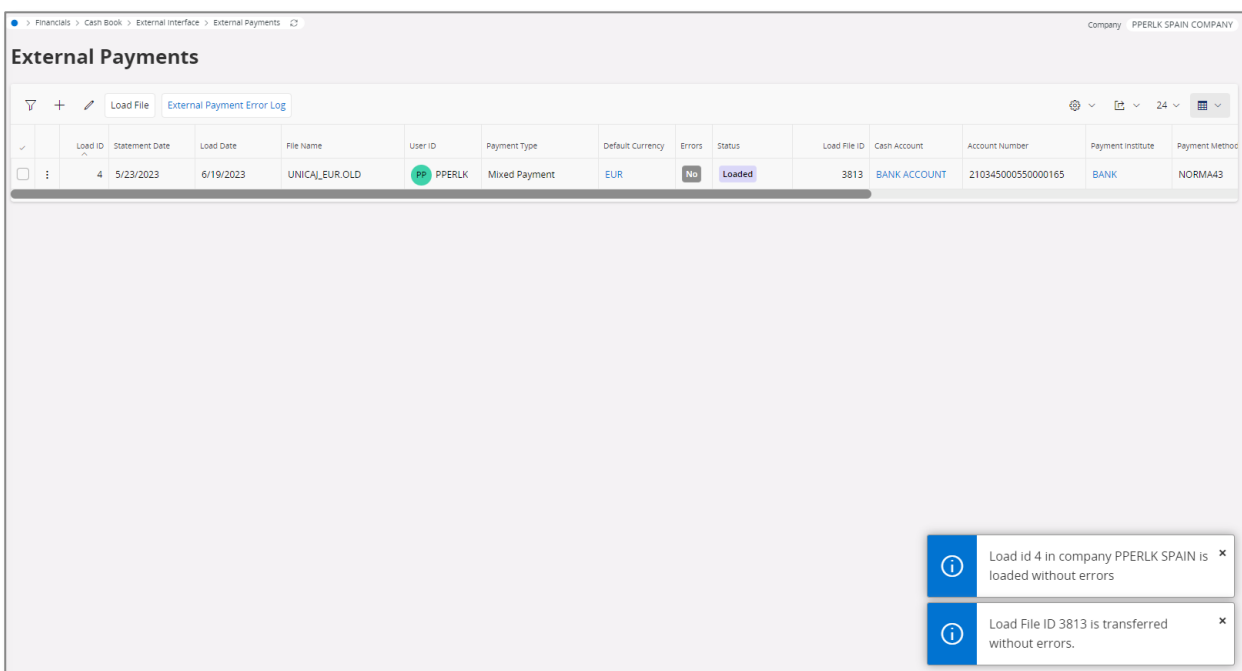 > Financials > Cash Book > External Interface > External Payments
Company PPERLK SPAIN COMPANY
External Payments
Load File External Payment Error Log 24
Load ID Statement Date Load Date File Name User ID Payment Type Default Currency Errors Status Load File ID Cash Account Account Number Payment Institute Payment Method
4 5/23/2023 6/19/2023 UNICAJ_EUR.OLD PP PPERLK Mixed Payment EUR No Loaded 3813 BANK ACCOUNT 210345000550000165 BANK NORMA43
Load id 4 in company PPERLK SPAIN is
loaded without errors
Load File ID 3813 is transferred
without errors.